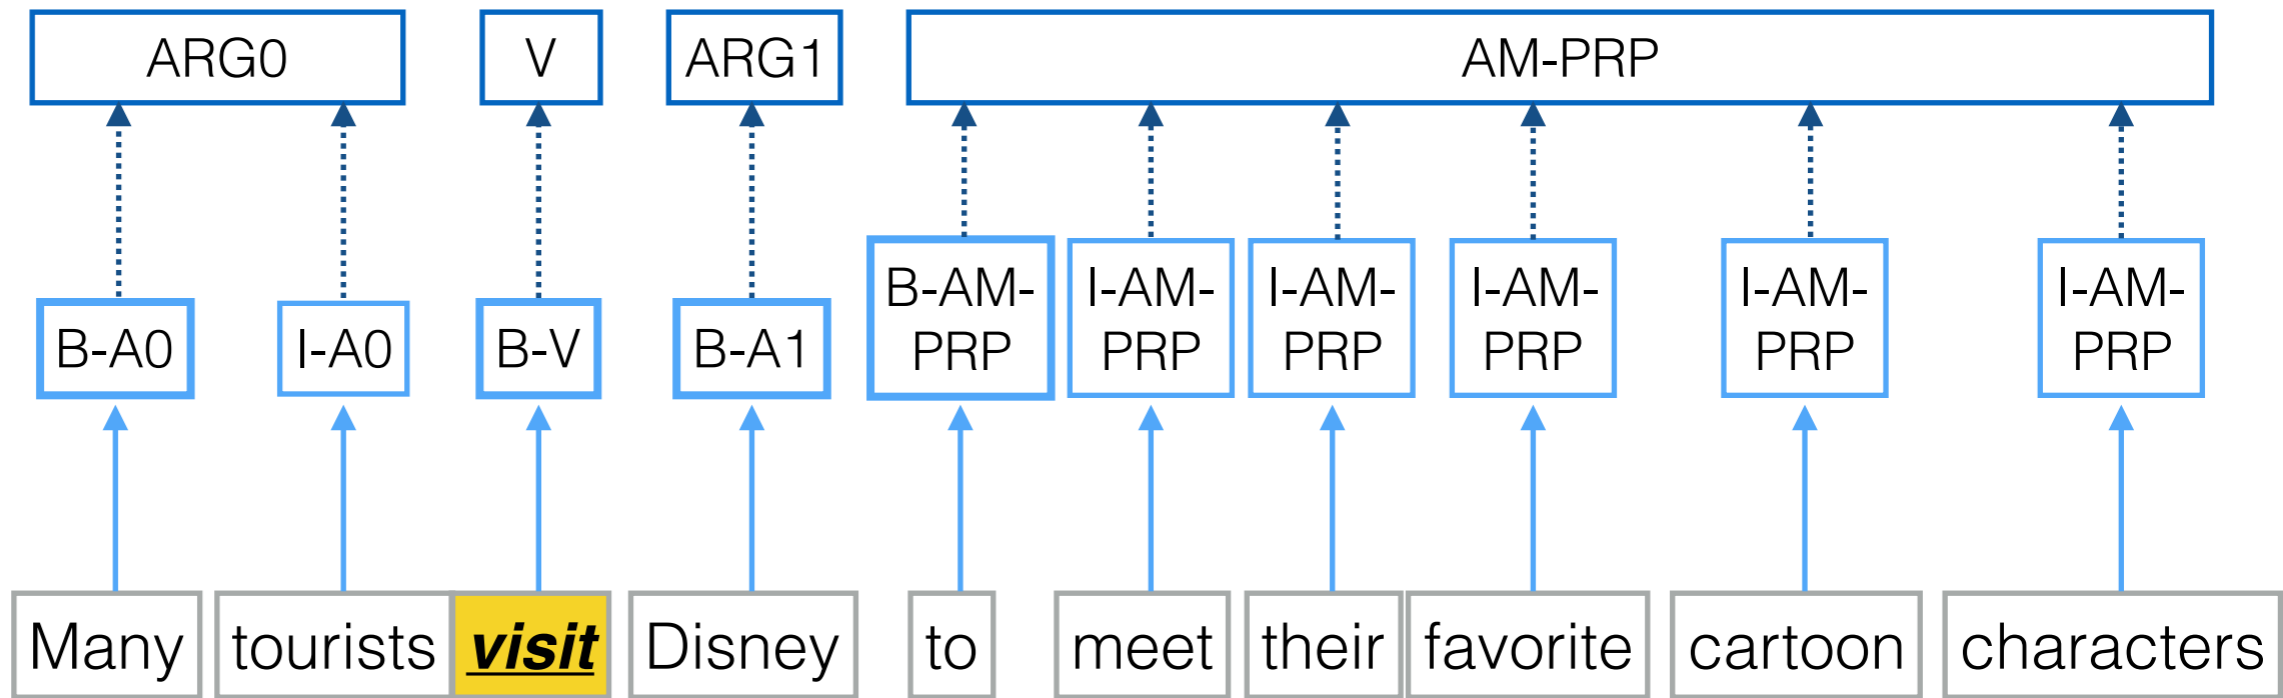 ARG0 V ARG1 AM-PRP
B-A0 I-A0 B-V B-A1 B-AM-PRP I-AM-PRP I-AM-PRP I-AM-PRP I-AM-PRP I-AM-PRP
Many tourists visit Disney to meet their favorite cartoon characters